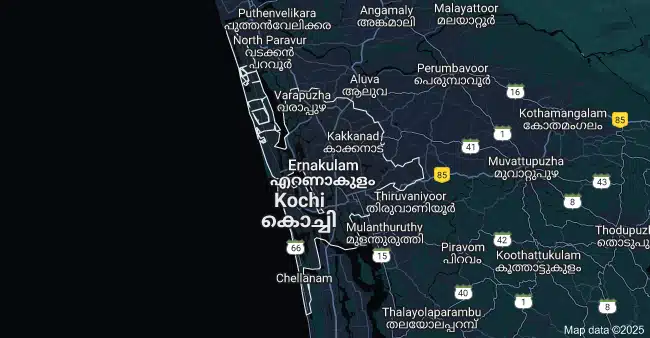 Puthenvelikara
പുത്തൻവേലിക്കര
Angamaly
അങ്കമാലി
Malayattoor
മലയാറ്റൂർ
North Paravur
വടക്കൻ
പറവൂർ
Aluva
ആലുവ
Perumbavoor
പെരുമ്പാവൂർ
16
Varapuzha
വരാപ്പുഴ
Kothamangalam
കോതമംഗലം
85
Kakkanad
കാക്കനാട്
1
41
Ernakulam
എറണാകുളം
Muvattupuzha
മുവാറ്റുപുഴ
85
43
Kochi
കൊച്ചി
Thiruvaniyoor
തിരുവാണിയൂർ
8
Mulanthuruthy
മുളന്തുരുത്തി
Thodupuz
തൊടുപു
66
15
Piravom
പിറവം
42
Koothattukulam
കൂത്താട്ടുകുളം
Chellanam
40
1
8
Thalayolaparambu
തലയോലപ്പറമ്പ്
Map data ©2025